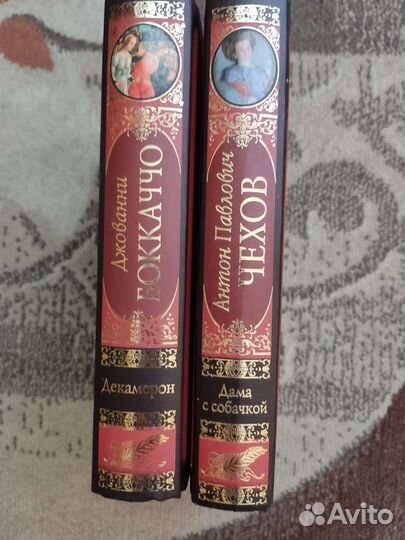 Джованни
БОККАЧЧО
Декамерон
Антон Павлович
ЧЕХОВ
Дама
с собачкой
Avito